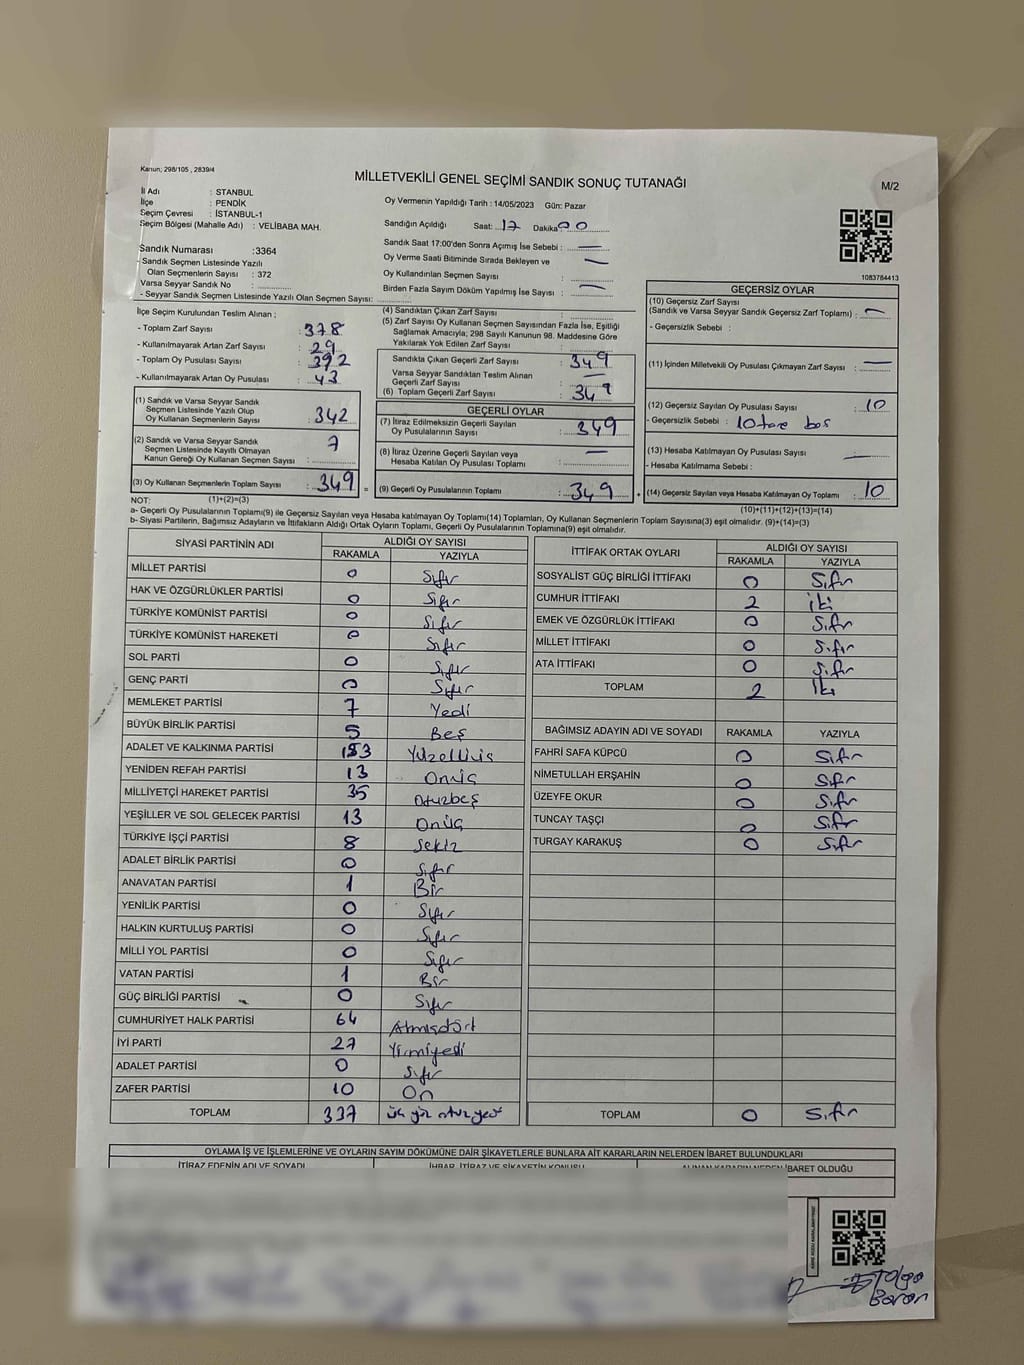 Kanun; 298/105 , 2839/4
MİLLETVEKİLİ GENEL SEÇİMİ SANDIK SONUÇ TUTANAĞI
M/2
İl Adı : STANBUL
İlçe : PENDİK
Seçim Çevresi : İSTANBUL-1
Seçim Bölgesi (Mahalle Adı) : VELİBABA MAH.
Sandık Numarası :3364
- Sandık Seçmen Listesinde Yazılı
Olan Seçmenlerin Sayısı : 372
Varsa Seyyar Sandık No :
- Seyyar Sandık Seçmen Listesinde Yazılı Olan Seçmen Sayısı:
Oy Vermenin Yapıldığı Tarih : 14/05/2023 Gün: Pazar
Sandığın Açıldığı Saat: 17 Dakika 00
Sandık Saat 17:00'den Sonra Açımış İse Sebebi : —
Oy Verme Saati Bitiminde Sırada Bekleyen ve —
Oy Kullandırılan Seçmen Sayısı :
Birden Fazla Sayım Döküm Yapılmış İse Sayısı : —
1083784413
İlçe Seçim Kurulundan Teslim Alınan ;
- Toplam Zarf Sayısı : 378
- Kullanılmayarak Artan Zarf Sayısı : 29
- Toplam Oy Pusulası Sayısı : 392
- Kullanılmayarak Artan Oy Pusulası : 43
(1) Sandık ve Varsa Seyyar Sandık
Seçmen Listesinde Yazılı Olup
Oy Kullanan Seçmenlerin Sayısı : 342
(2) Sandık ve Varsa Seyyar Sandık
Seçmen Listesinde Kayıtlı Olmayan
Kanun Gereği Oy Kullanan Seçmen Sayısı : 7
(3) Oy Kullanan Seçmenlerin Toplam Sayısı : 349 =
(4) Sandıktan Çıkan Zarf Sayısı :
(5) Zarf Sayısı Oy Kullanan Seçmen Sayısından Fazla İse, Eşitliği
Sağlamak Amacıyla; 298 Sayılı Kanunun 98. Maddesine Göre
Yakılarak Yok Edilen Zarf Sayısı :
Sandıkta Çıkan Geçerli Zarf Sayısı : 349
Varsa Seyyar Sandıktan Teslim Alınan —
Geçerli Zarf Sayısı :
(6) Toplam Geçerli Zarf Sayısı : 349
GEÇERLİ OYLAR
(7) İtiraz Edilmeksizin Geçerli Sayılan
Oy Pusulalarının Sayısı : 349
(8) İtiraz Üzerine Geçerli Sayılan veya —
Hesaba Katılan Oy Pusulası Toplamı :
(9) Geçerli Oy Pusulalarının Toplamı : 349 +
GEÇERSİZ OYLAR
(10) Geçersiz Zarf Sayısı
(Sandık ve Varsa Seyyar Sandık Geçersiz Zarf Toplamı) : —
- Geçersizlik Sebebi :
(11) İçinden Milletvekili Oy Pusulası Çıkmayan Zarf Sayısı : —
(12) Geçersiz Sayılan Oy Pusulası Sayısı : 10
- Geçersizlik Sebebi : 10 tane boş
(13) Hesaba Katılmayan Oy Pusulası Sayısı : —
- Hesaba Katılmama Sebebi :
(14) Geçersiz Sayılan veya Hesaba Katılmayan Oy Toplamı : 10
NOT: (1)+(2)=(3) (10)+(11)+(12)+(13)=(14)
a- Geçerli Oy Pusulalarının Toplamı(9) ile Geçersiz Sayılan veya Hesaba katılmayan Oy Toplamı(14) Toplamları, Oy Kullanan Seçmenlerin Toplam Sayısına(3) eşit olmalıdır. (9)+(14)=(3)
b- Siyasi Partilerin, Bağımsız Adayların ve İttifakların Aldığı Ortak Oyların Toplamı, Geçerli Oy Pusulalarının Toplamına(9) eşit olmalıdır.
SİYASİ PARTİNİN ADI ALDIĞI OY SAYISI
RAKAMLA YAZIYLA
MİLLET PARTİSİ 0 Sıfır
HAK VE ÖZGÜRLÜKLER PARTİSİ 0 Sıfır
TÜRKİYE KOMÜNİST PARTİSİ 0 Sıfır
TÜRKİYE KOMÜNİST HAREKETİ 0 Sıfır
SOL PARTİ 0 Sıfır
GENÇ PARTİ 0 Sıfır
MEMLEKET PARTİSİ 7 Yedi
BÜYÜK BİRLİK PARTİSİ 5 Beş
ADALET VE KALKINMA PARTİSİ 153 Yüzelliüç
YENİDEN REFAH PARTİSİ 13 Onüç
MİLLİYETÇİ HAREKET PARTİSİ 35 Otuzbeş
YEŞİLLER VE SOL GELECEK PARTİSİ 13 Onüç
TÜRKİYE İŞÇİ PARTİSİ 8 Sekiz
ADALET BİRLİK PARTİSİ 0 Sıfır
ANAVATAN PARTİSİ 1 Bir
YENİLİK PARTİSİ 0 Sıfır
HALKIN KURTULUŞ PARTİSİ 0 Sıfır
MİLLİ YOL PARTİSİ 0 Sıfır
VATAN PARTİSİ 1 Bir
GÜÇ BİRLİĞİ PARTİSİ 0 Sıfır
CUMHURİYET HALK PARTİSİ 64 Atmışdört
İYİ PARTİ 27 Yirmiyedi
ADALET PARTİSİ 0 Sıfır
ZAFER PARTİSİ 10 On
TOPLAM 337 üç yüz otuz yedi
İTTİFAK ORTAK OYLARI ALDIĞI OY SAYISI
RAKAMLA YAZIYLA
SOSYALİST GÜÇ BİRLİĞİ İTTİFAKI 0 Sıfır
CUMHUR İTTİFAKI 2 İki
EMEK VE ÖZGÜRLÜK İTTİFAKI 0 Sıfır
MİLLET İTTİFAKI 0 Sıfır
ATA İTTİFAKI 0 Sıfır
TOPLAM 2 İki
BAĞIMSIZ ADAYIN ADI VE SOYADI RAKAMLA YAZIYLA
FAHRİ SAFA KÜPCÜ 0 Sıfır
NİMETULLAH ERŞAHİN 0 Sıfır
ÜZEYFE OKUR 0 Sıfır
TUNCAY TAŞÇI 0 Sıfır
TURGAY KARAKUŞ 0 Sıfır
TOPLAM 0 Sıfır
OYLAMA İŞ VE İŞLEMLERİNE VE OYLARIN SAYIM DÖKÜMÜNE DAİR ŞİKAYETLERLE BUNLARA AİT KARARLARIN NELERDEN İBARET BULUNDUKLARI
İTİRAZ EDENİN ADI VE SOYADI İHBAR, İTİRAZ VE ŞİKAYETİN KONUSU ALINAN KARARIN NEDEN İBARET OLDUĞU
Tolga
Baran